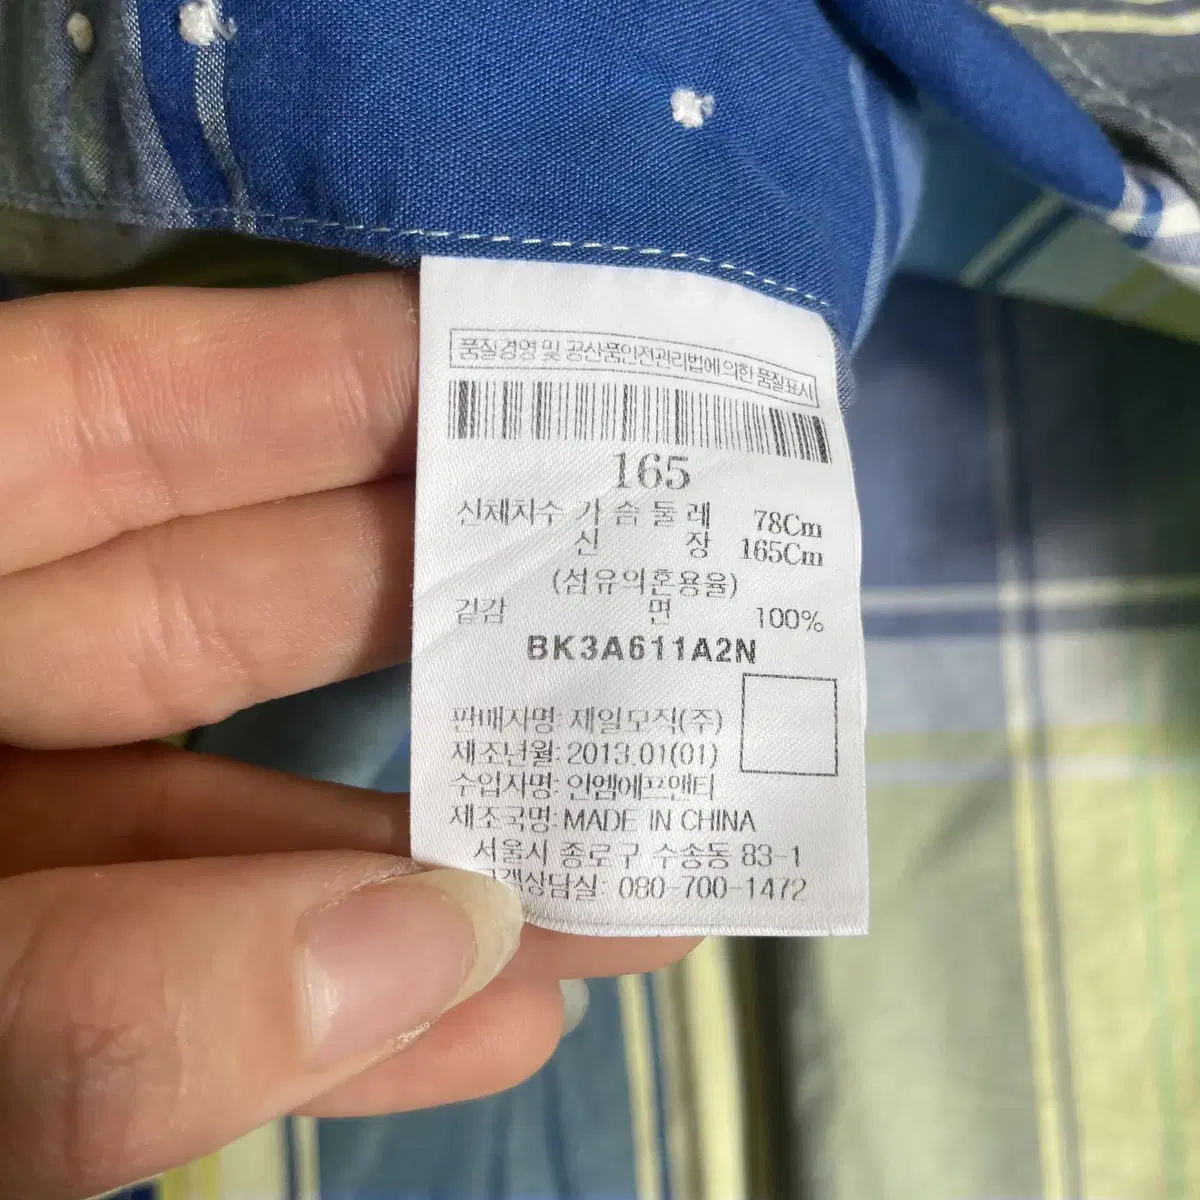 품질경영 및 공산품안전관리법에 의한 품질표시
165
신체치수 가슴둘레 78Cm
신장 165Cm
(섬유의혼용율)
겉감 면 100%
BK3A611A2N
판매자명: 제일모직(주)
제조년월: 2013.01(01)
수입자명: 인엠에프맨티
제조국명: MADE IN CHINA
서울시 종로구 수송동 83-1
고객상담실: 080-700-1472